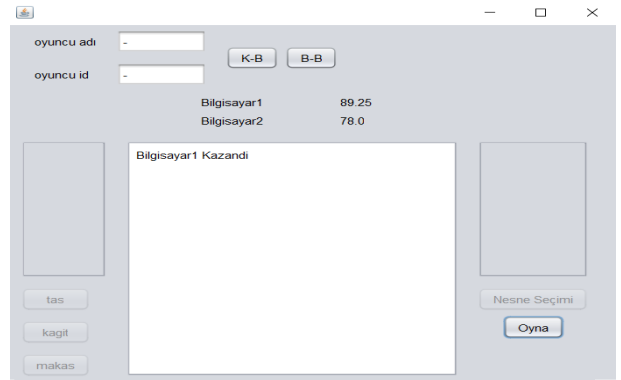 oyuncu adı -
K-B B-B
oyuncu id -
Bilgisayar1 89.25
Bilgisayar2 78.0
Bilgisayar1 Kazandi
tas
Nesne Seçimi
kagit
Oyna
makas